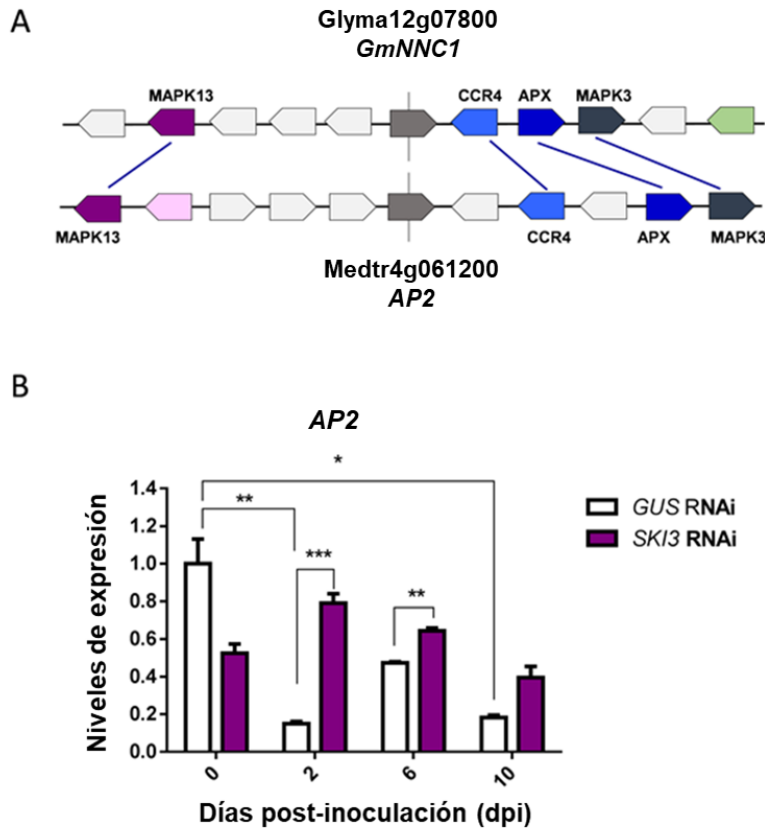 A
Glyma12g07800
GmNNC1
MAPK13
CCR4
APX
MAPK3
MAPK13
CCR4
APX
MAPK3
Medtr4g061200
AP2
B
AP2
*
**
***
**
1.4
1.2
1.0
0.8
0.6
0.4
0.2
0.0
Niveles de expresión
0
2
6
10
Días post-inoculación (dpi)
GUS RNAi
SKI3 RNAi